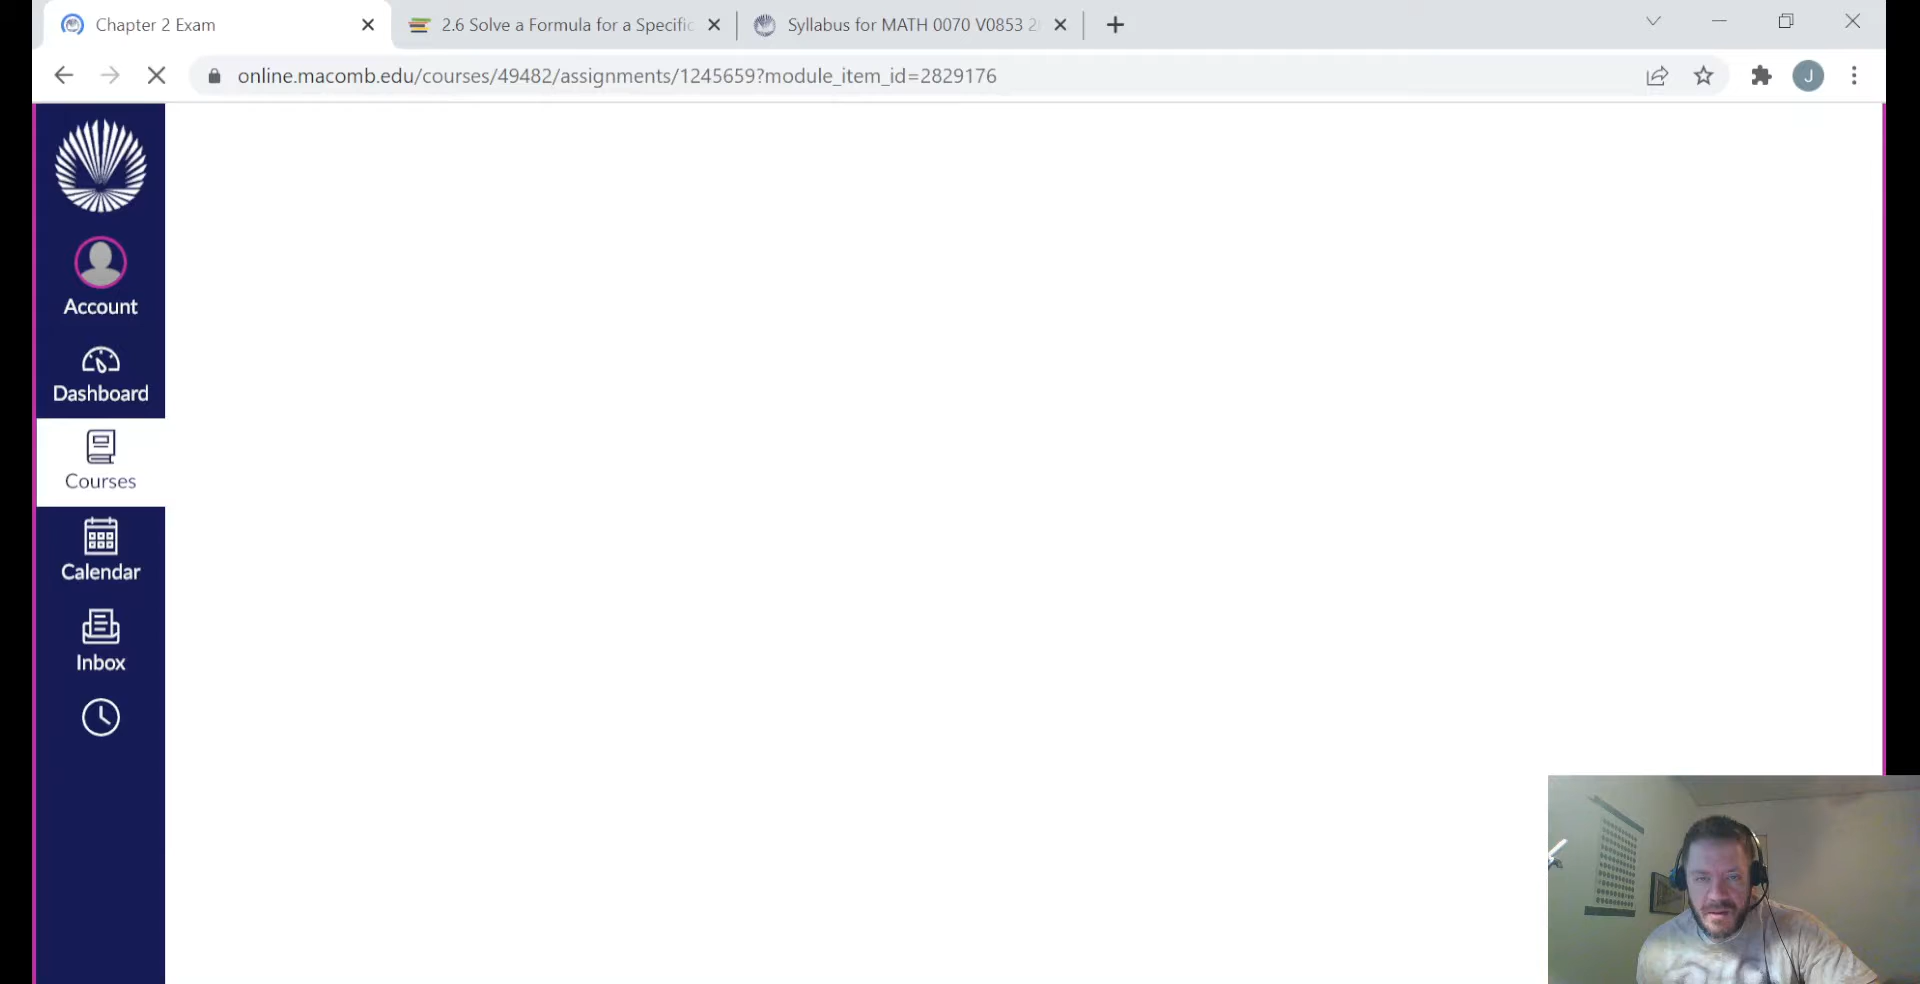 Chapter 2 Exam
2.6 Solve a Formula for a Specific
Syllabus for MATH 0070 V0853 2
online.macomb.edu/courses/49482/assignments/1245659?module_item_id=2829176
J
Account
Dashboard
Courses
Calendar
Inbox